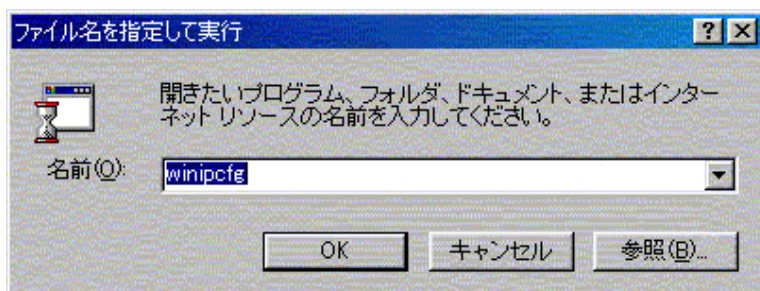 ファイル名を指定して実行
開きたいプログラム、フォルダ、ドキュメント、またはインター
ネット リソースの名前を入力してください。
名前(O):
winipcfg
OK
キャンセル
参照(B)...